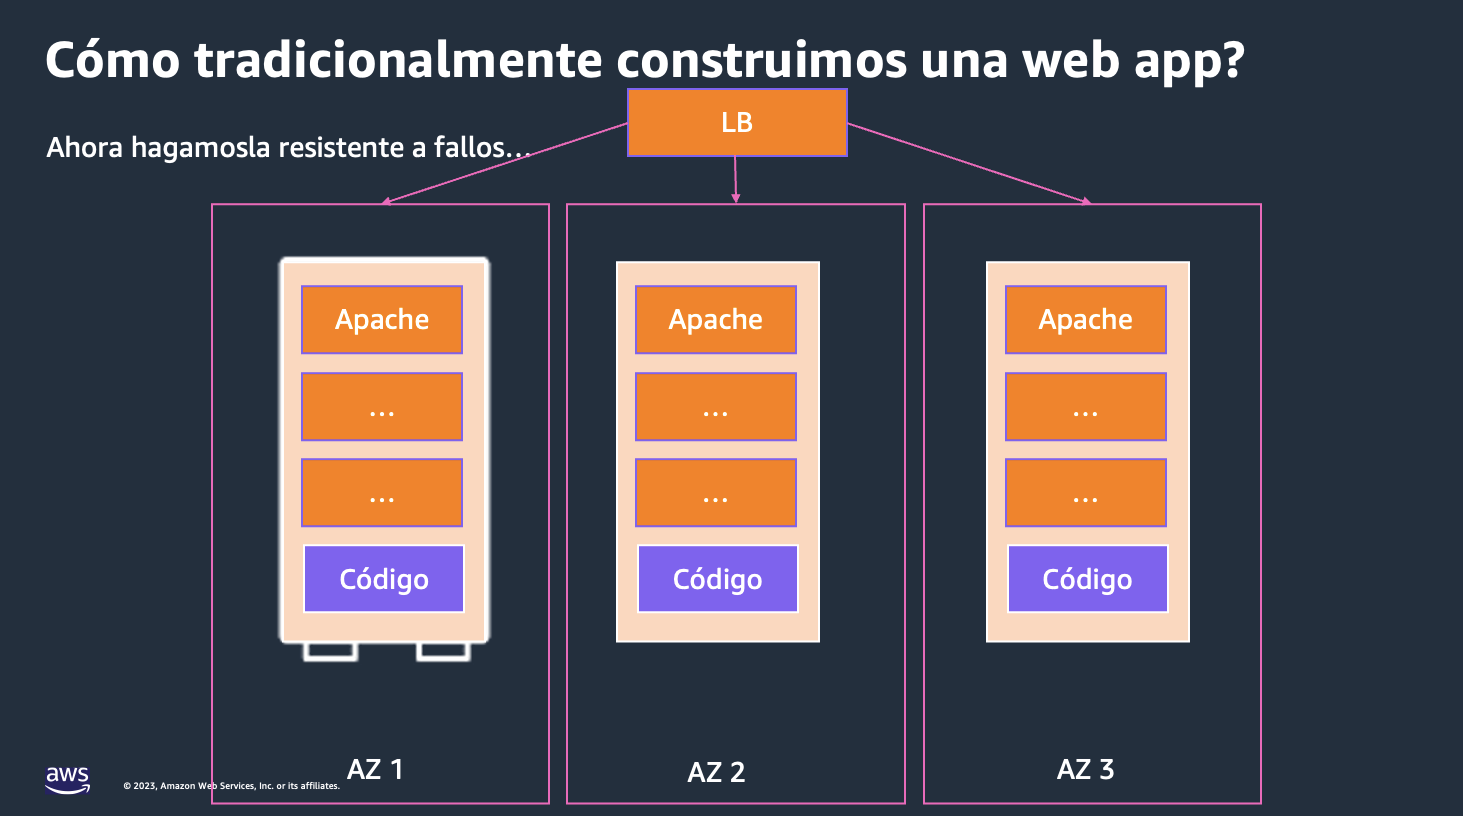 Cómo tradicionalmente construimos una web app?
LB
Ahora hagamosla resistente a fallos...
Apache
...
...
Código
AZ 1
Apache
...
...
Código
AZ 2
Apache
...
...
Código
AZ 3
aws
© 2023, Amazon Web Services, Inc. or its affiliates.